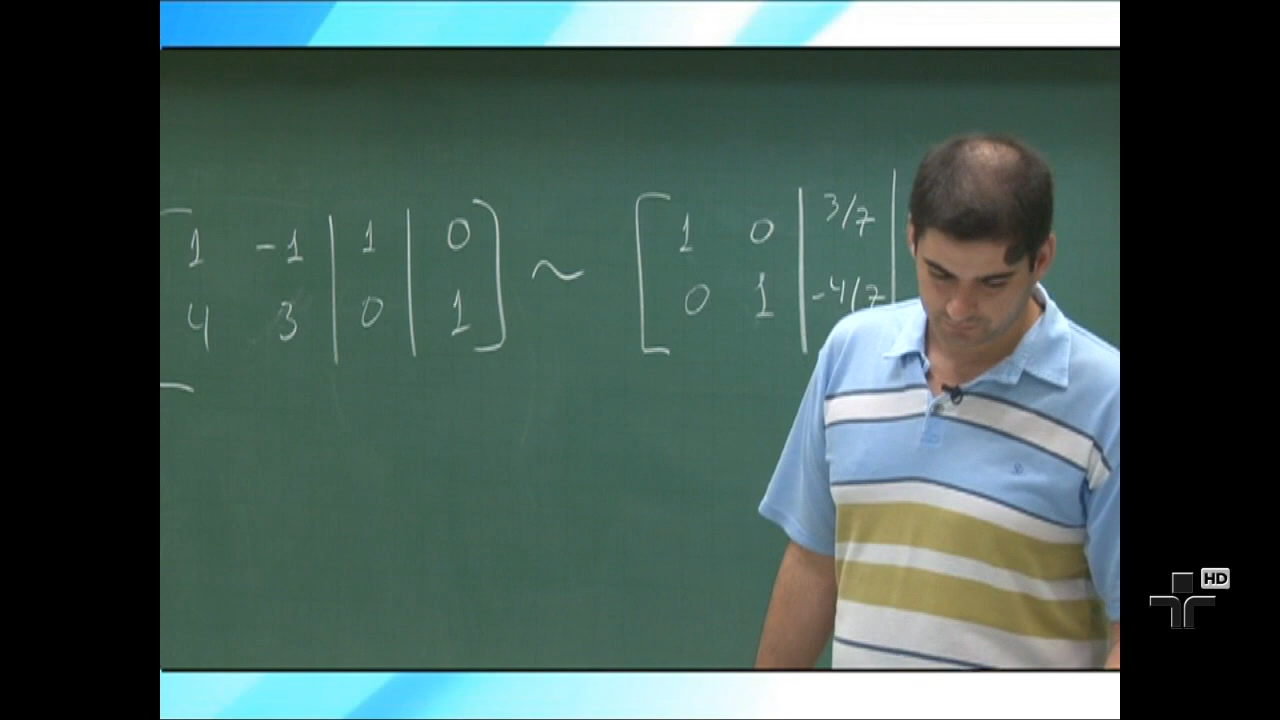 1 -1 | 1 | 0 ~ 1 0 | 3/7 |
4 3 | 0 | 1 0 1 | -4/7
HD